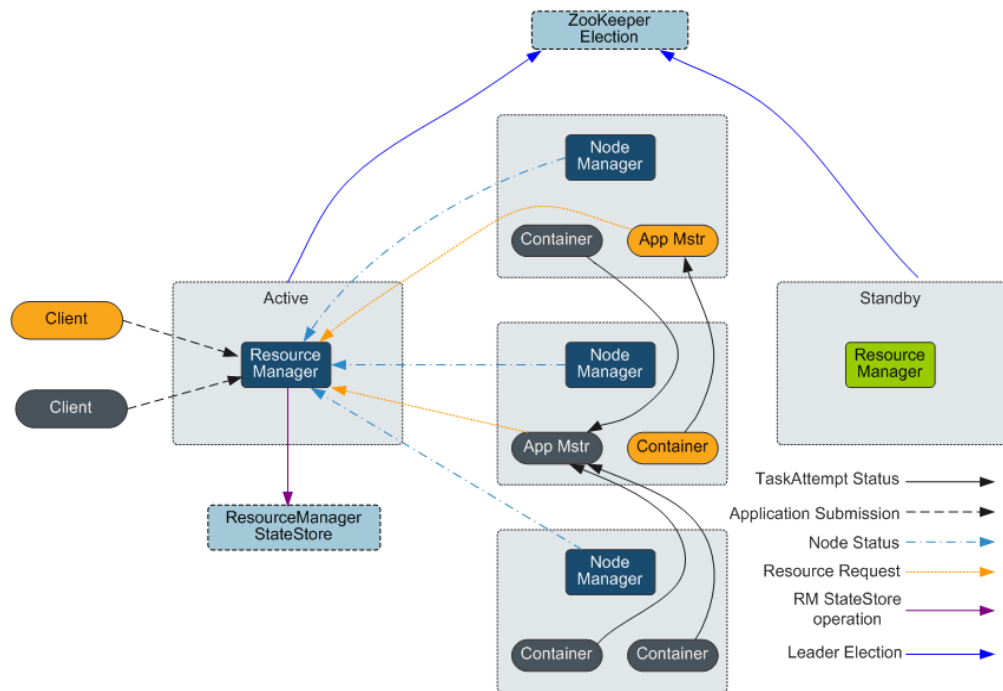 ZooKeeper
Election
Node
Manager
Container
App Mstr
Active
Standby
Client
Resource
Manager
Node
Manager
Resource
Manager
Client
App Mstr
Container
ResourceManager
StateStore
Node
Manager
Container
Container
TaskAttempt Status
Application Submission
Node Status
Resource Request
RM StateStore
operation
Leader Election